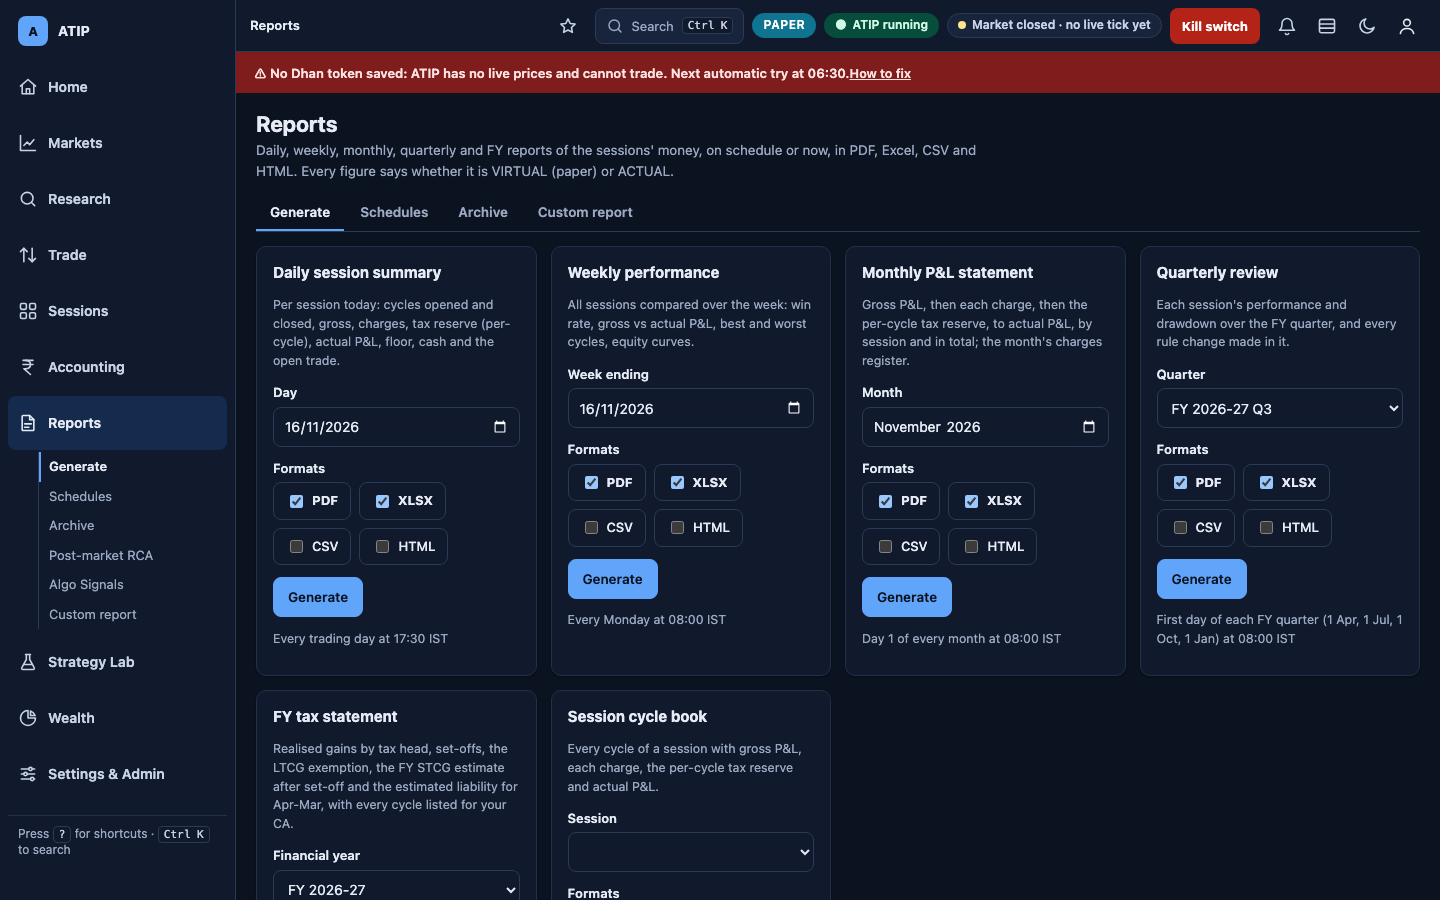 A ATIP
Home
Markets
Research
Trade
Sessions
Accounting
Reports
Generate
Schedules
Archive
Post-market RCA
Algo Signals
Custom report
Strategy Lab
Wealth
Settings & Admin
Press ? for shortcuts · Ctrl K
to search
Reports
Search Ctrl K
PAPER
ATIP running
Market closed · no live tick yet
Kill switch
⚠ No Dhan token saved: ATIP has no live prices and cannot trade. Next automatic try at 06:30.How to fix
Reports
Daily, weekly, monthly, quarterly and FY reports of the sessions' money, on schedule or now, in PDF, Excel, CSV and
HTML. Every figure says whether it is VIRTUAL (paper) or ACTUAL.
Generate Schedules Archive Custom report
Daily session summary
Per session today: cycles opened and
closed, gross, charges, tax reserve (per-
cycle), actual P&L, floor, cash and the
open trade.
Day
16/11/2026
Formats
PDF XLSX
CSV HTML
Generate
Every trading day at 17:30 IST
Weekly performance
All sessions compared over the week: win
rate, gross vs actual P&L, best and worst
cycles, equity curves.
Week ending
16/11/2026
Formats
PDF XLSX
CSV HTML
Generate
Every Monday at 08:00 IST
Monthly P&L statement
Gross P&L, then each charge, then the
per-cycle tax reserve, to actual P&L, by
session and in total; the month's charges
register.
Month
November 2026
Formats
PDF XLSX
CSV HTML
Generate
Day 1 of every month at 08:00 IST
Quarterly review
Each session's performance and
drawdown over the FY quarter, and every
rule change made in it.
Quarter
FY 2026-27 Q3
Formats
PDF XLSX
CSV HTML
Generate
First day of each FY quarter (1 Apr, 1 Jul, 1
Oct, 1 Jan) at 08:00 IST
FY tax statement
Realised gains by tax head, set-offs, the
LTCG exemption, the FY STCG estimate
after set-off and the estimated liability for
Apr-Mar, with every cycle listed for your
CA.
Financial year
FY 2026-27
Session cycle book
Every cycle of a session with gross P&L,
each charge, the per-cycle tax reserve
and actual P&L.
Session
Formats